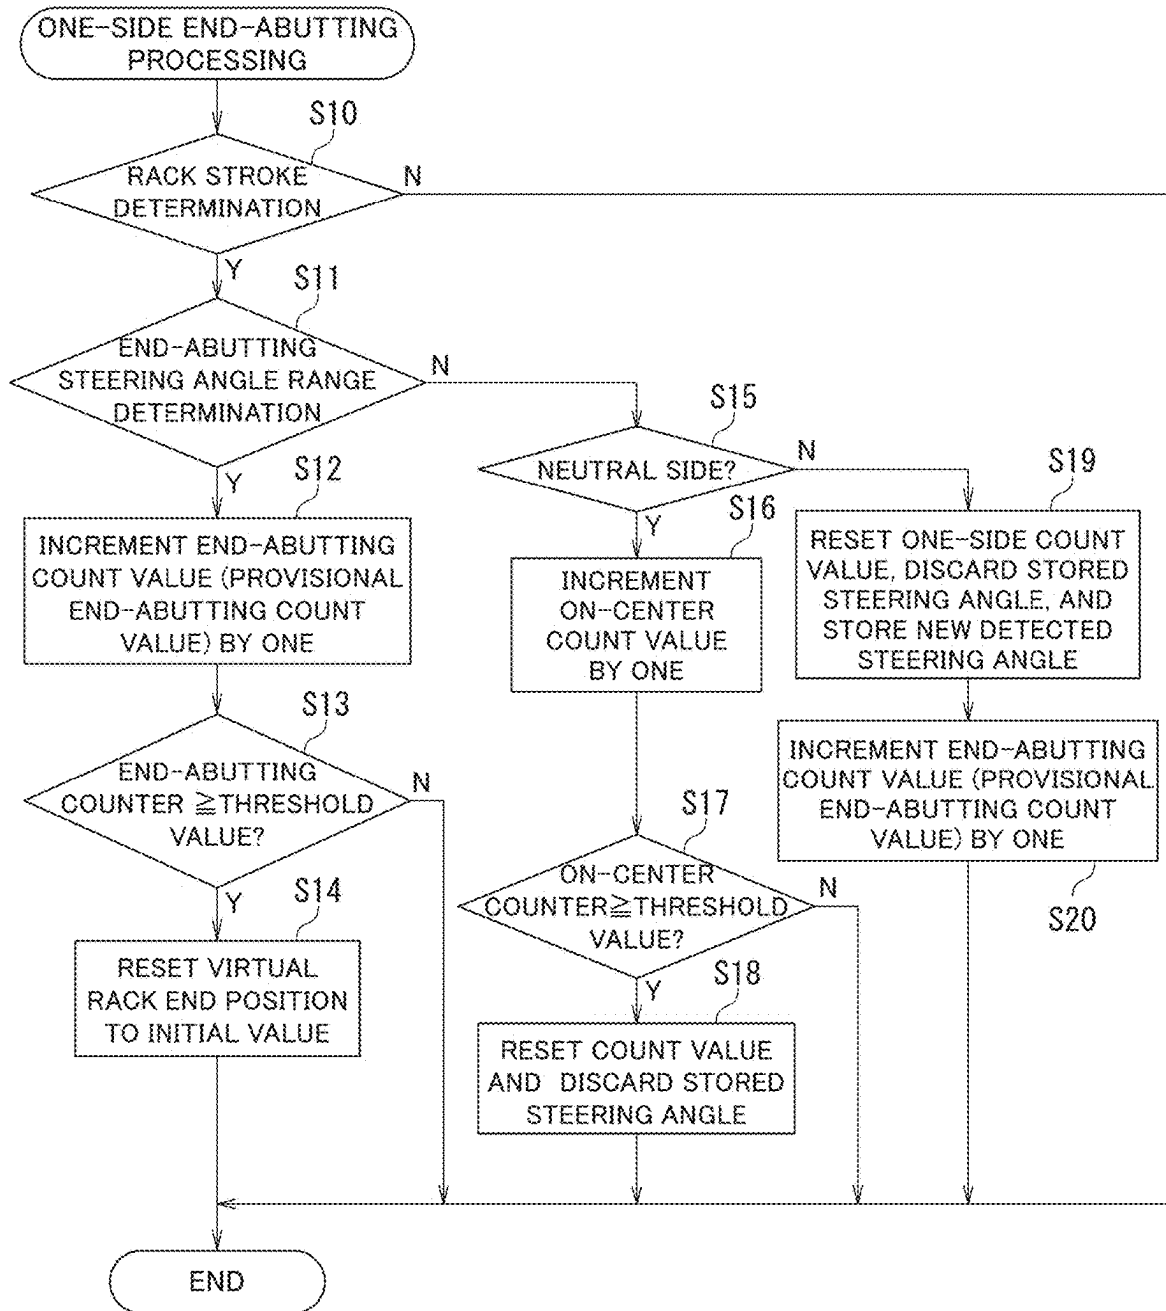 ONE-SIDE END-ABUTTING
PROCESSING
S10
RACK STROKE
DETERMINATION
N
Y
S11
END-ABUTTING
STEERING ANGLE RANGE
DETERMINATION
N
Y
S12
INCREMENT END-ABUTTING
COUNT VALUE (PROVISIONAL
END-ABUTTING COUNT
VALUE) BY ONE
S13
END-ABUTTING
COUNTER ≧THRESHOLD
VALUE?
N
Y
S14
RESET VIRTUAL
RACK END POSITION
TO INITIAL VALUE
S15
NEUTRAL SIDE?
N
Y
S16
INCREMENT
ON-CENTER
COUNT VALUE
BY ONE
S17
ON-CENTER
COUNTER≧THRESHOLD
VALUE?
N
Y
S18
RESET COUNT VALUE
AND DISCARD STORED
STEERING ANGLE
S19
RESET ONE-SIDE COUNT
VALUE, DISCARD STORED
STEERING ANGLE, AND
STORE NEW DETECTED
STEERING ANGLE
INCREMENT END-ABUTTING
COUNT VALUE (PROVISIONAL
END-ABUTTING COUNT
VALUE) BY ONE
S20
END